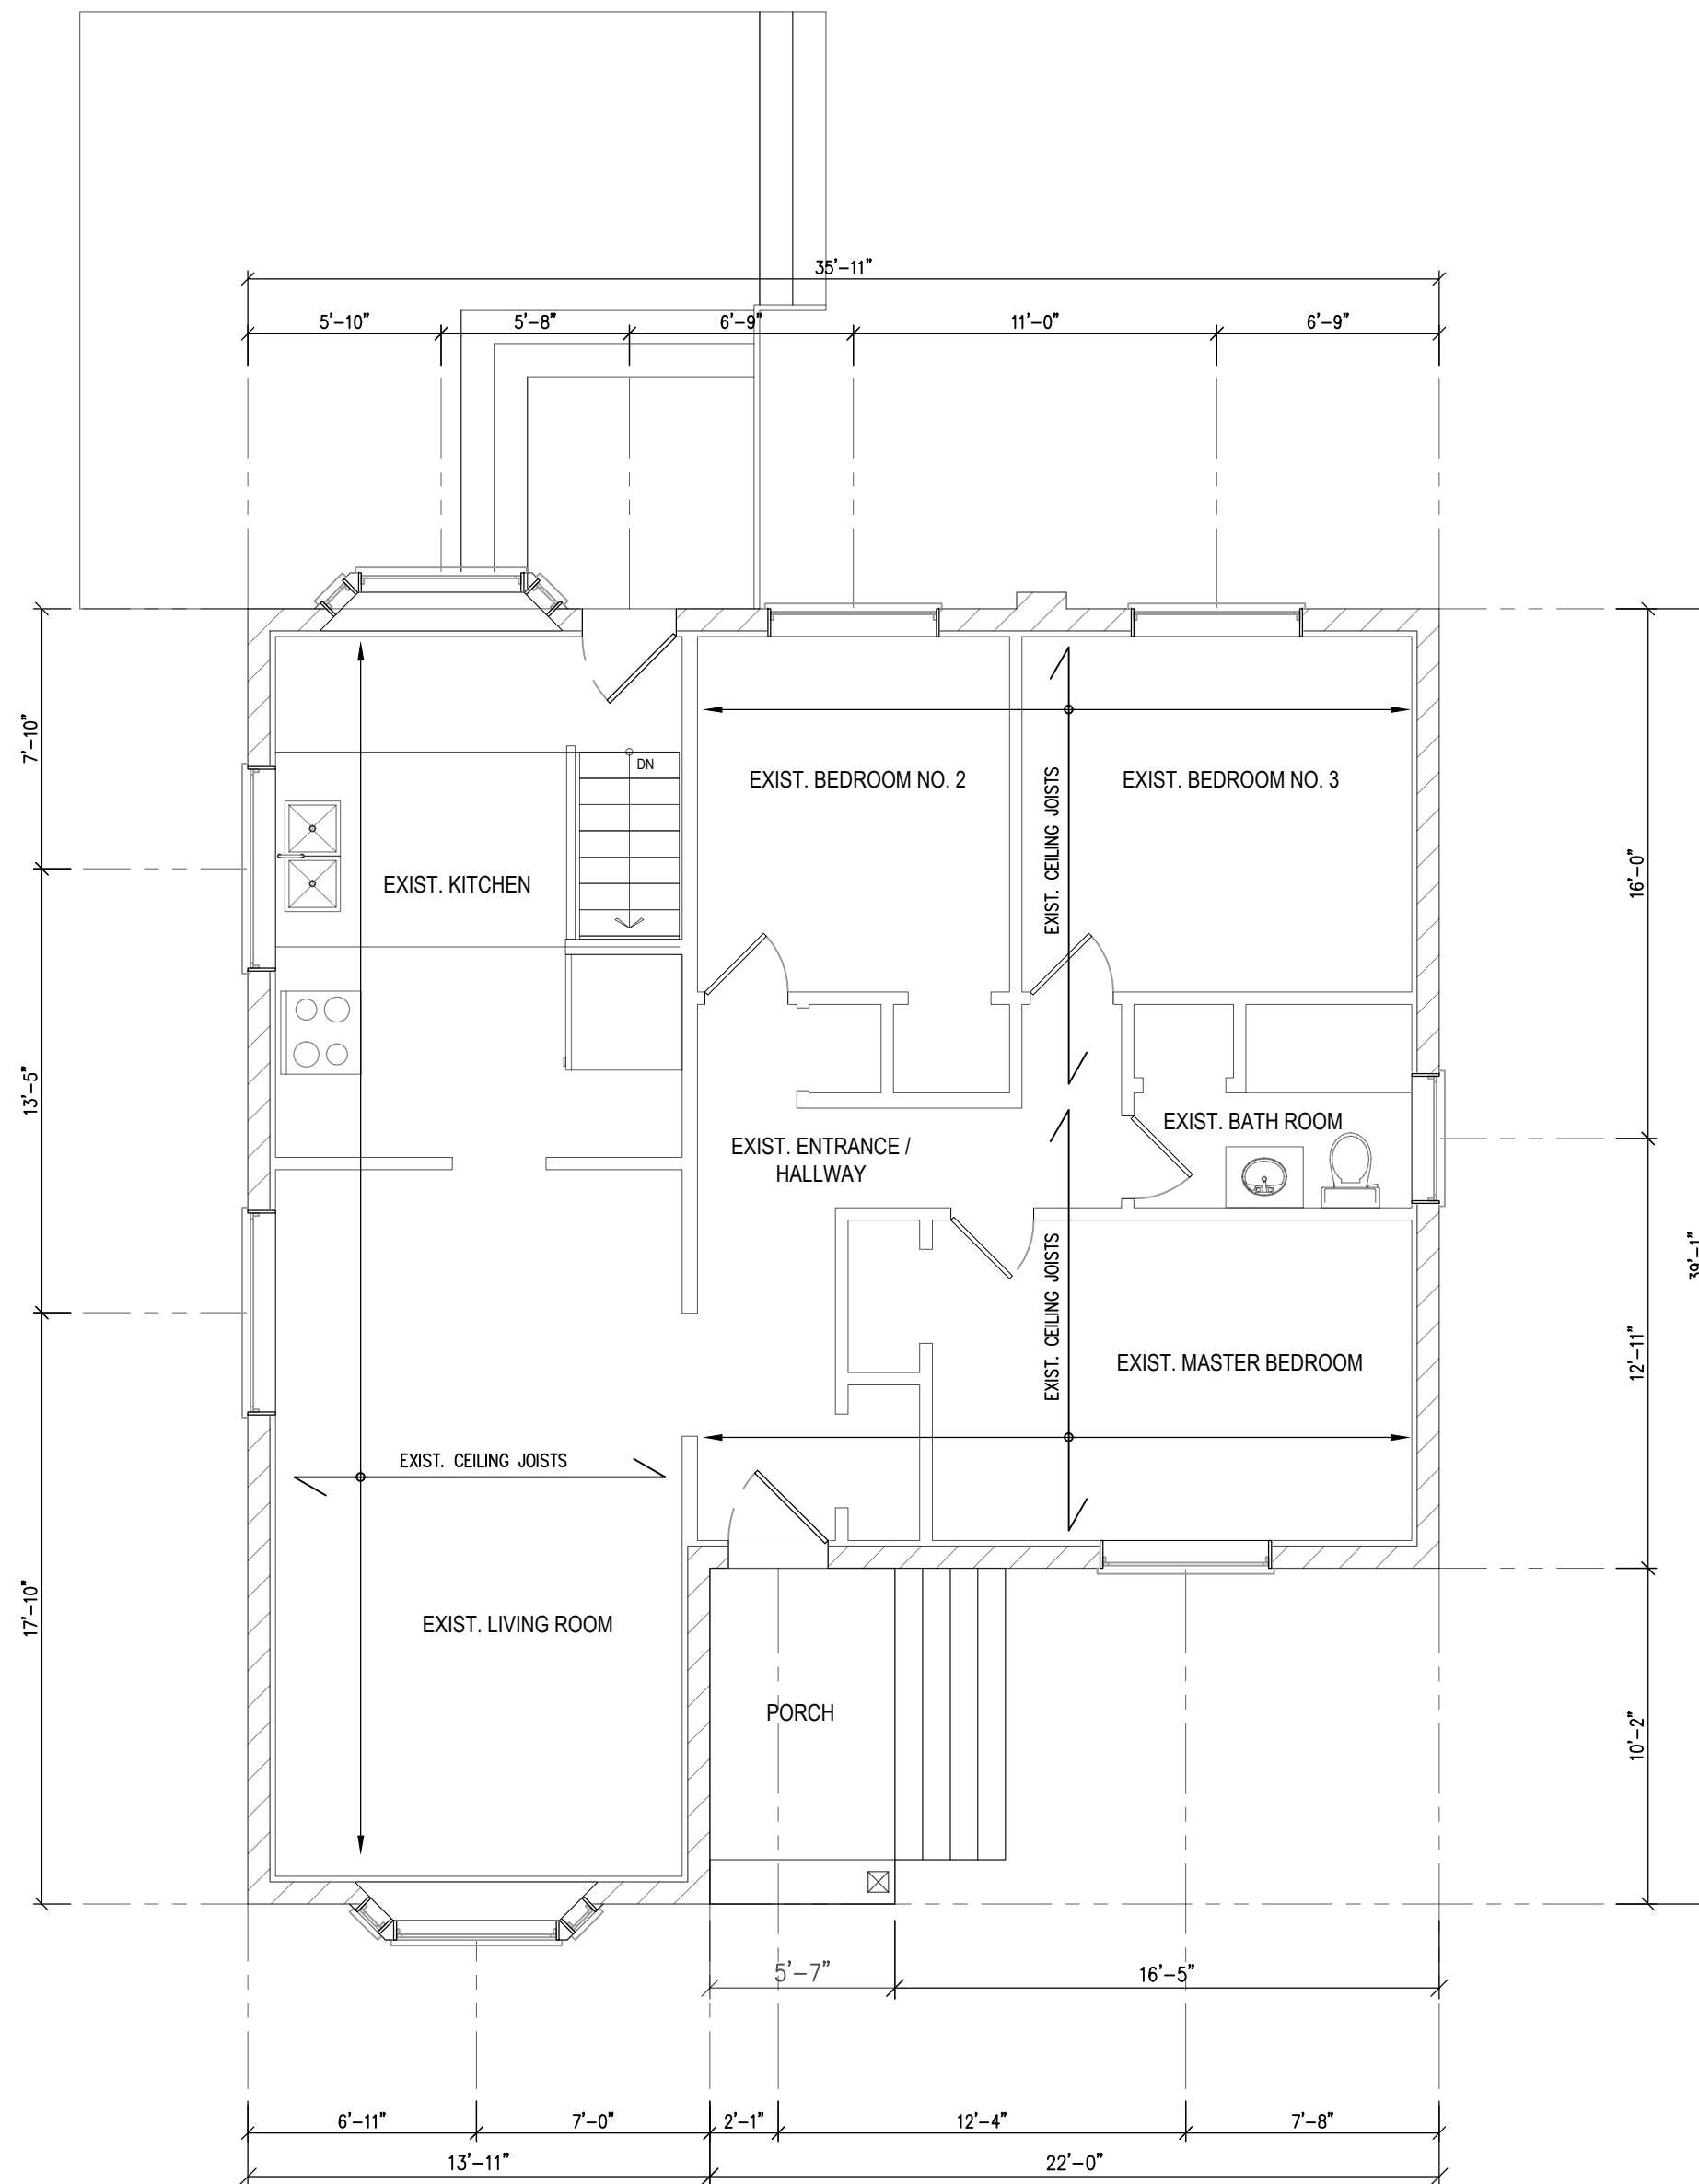 35'-11"
5'-10"
5'-8"
6'-9"
11'-0"
6'-9"
7'-10"
DN
EXIST. BEDROOM NO. 2
EXIST. BEDROOM NO. 3
EXIST. CEILING JOISTS
EXIST. KITCHEN
16'-0"
13'-5"
EXIST. BATH ROOM
EXIST. ENTRANCE /
HALLWAY
39'-1"
EXIST. CEILING JOISTS
EXIST. MASTER BEDROOM
12'-11"
EXIST. CEILING JOISTS
17'-10"
EXIST. LIVING ROOM
PORCH
10'-2"
5'-7"
16'-5"
6'-11"
7'-0"
2'-1"
12'-4"
7'-8"
13'-11"
22'-0"